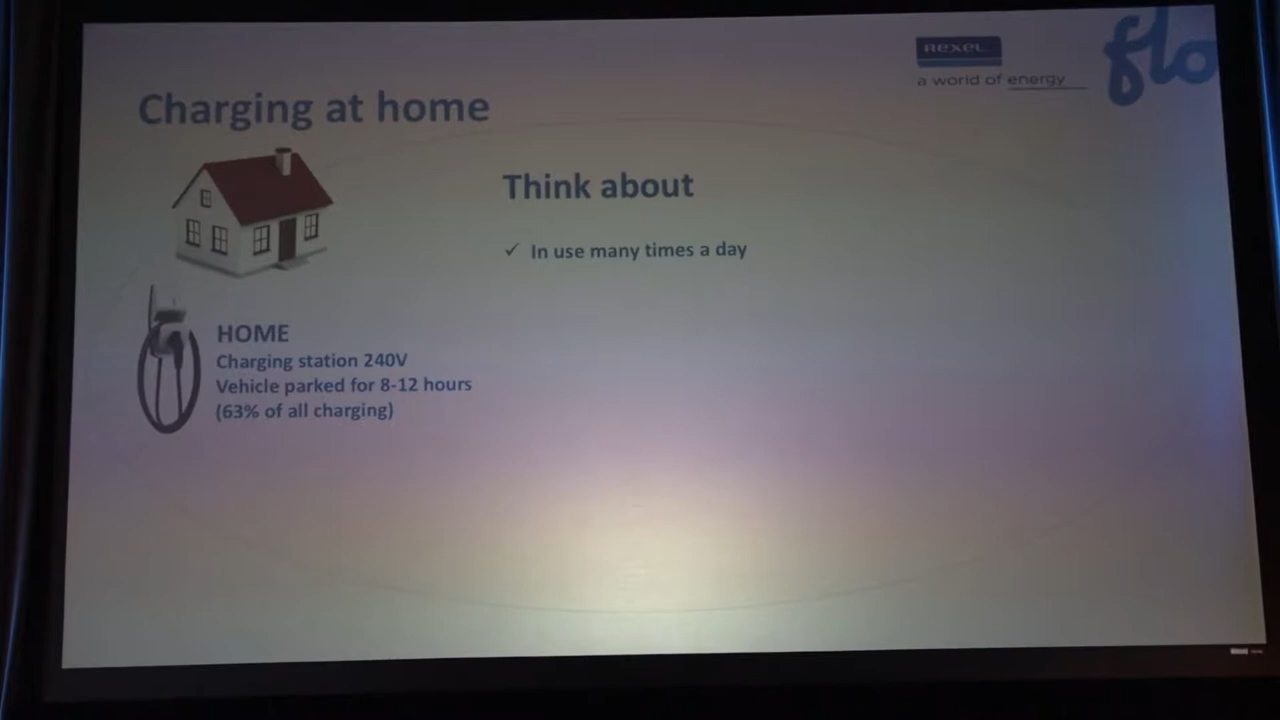 REXEL
a world of energy
flo
Charging at home
Think about
✓ In use many times a day
HOME
Charging station 240V
Vehicle parked for 8-12 hours
(63% of all charging)